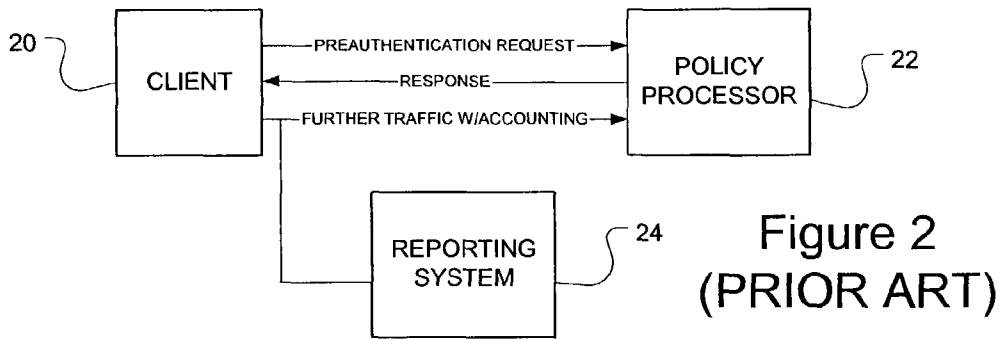 20
CLIENT
PREAUTHENTICATION REQUEST
RESPONSE
FURTHER TRAFFIC W/ACCOUNTING
POLICY
PROCESSOR
22
REPORTING
SYSTEM
24
Figure 2
(PRIOR ART)